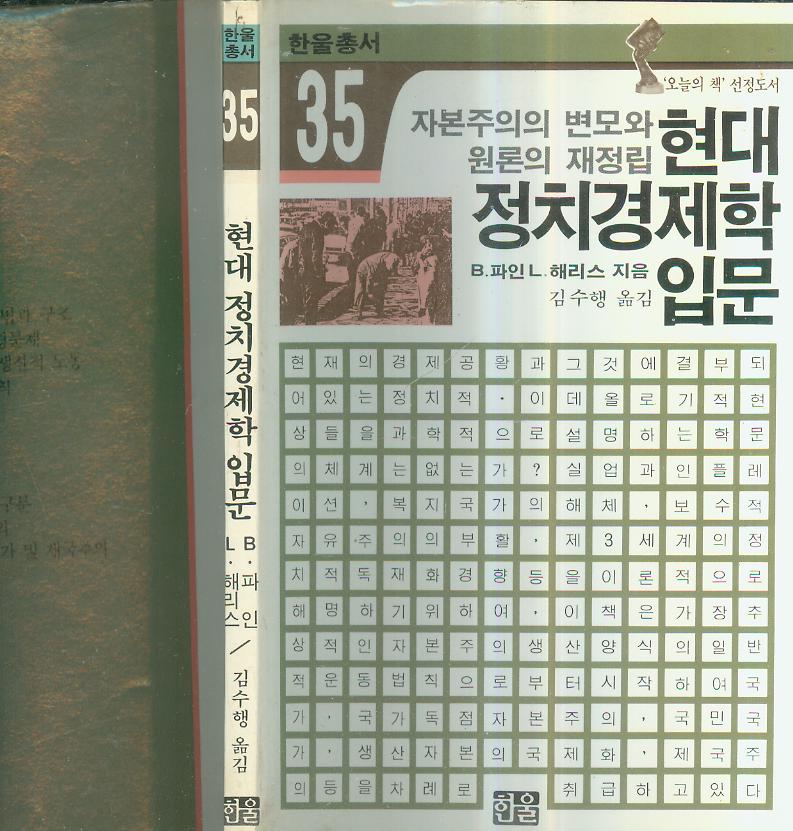 한울총서
35
'오늘의 책' 선정도서
자본주의의 변모와
원론의 재정립
현대
정치경제학
입문
B.파인 L.해리스 지음
김수행 옮김
현재의경제공황과그것에결부되
어있는정치적·이데올로기적현
상들을과학적으로설명하는학문
의체계는없는가?실업과인플레
이션,복지국가의해체,보수적
자유주의의부활,제3세계의정
치적독재화경향등을이론적으로
해명하기위하여,이책은가장추
상적인자본주의생산양식의일반
적운동법칙으로부터시작하여국
가,국가독점자본주의,국민국
가,생산자본의국제화,제국주
의등을차례로 취급하고있다
한울
한울
총서
35
현대 정치경제학 입문
B·파인
L·해리스
/
김수행 옮김
한울
구조
노동
구분
가 및 제국주의